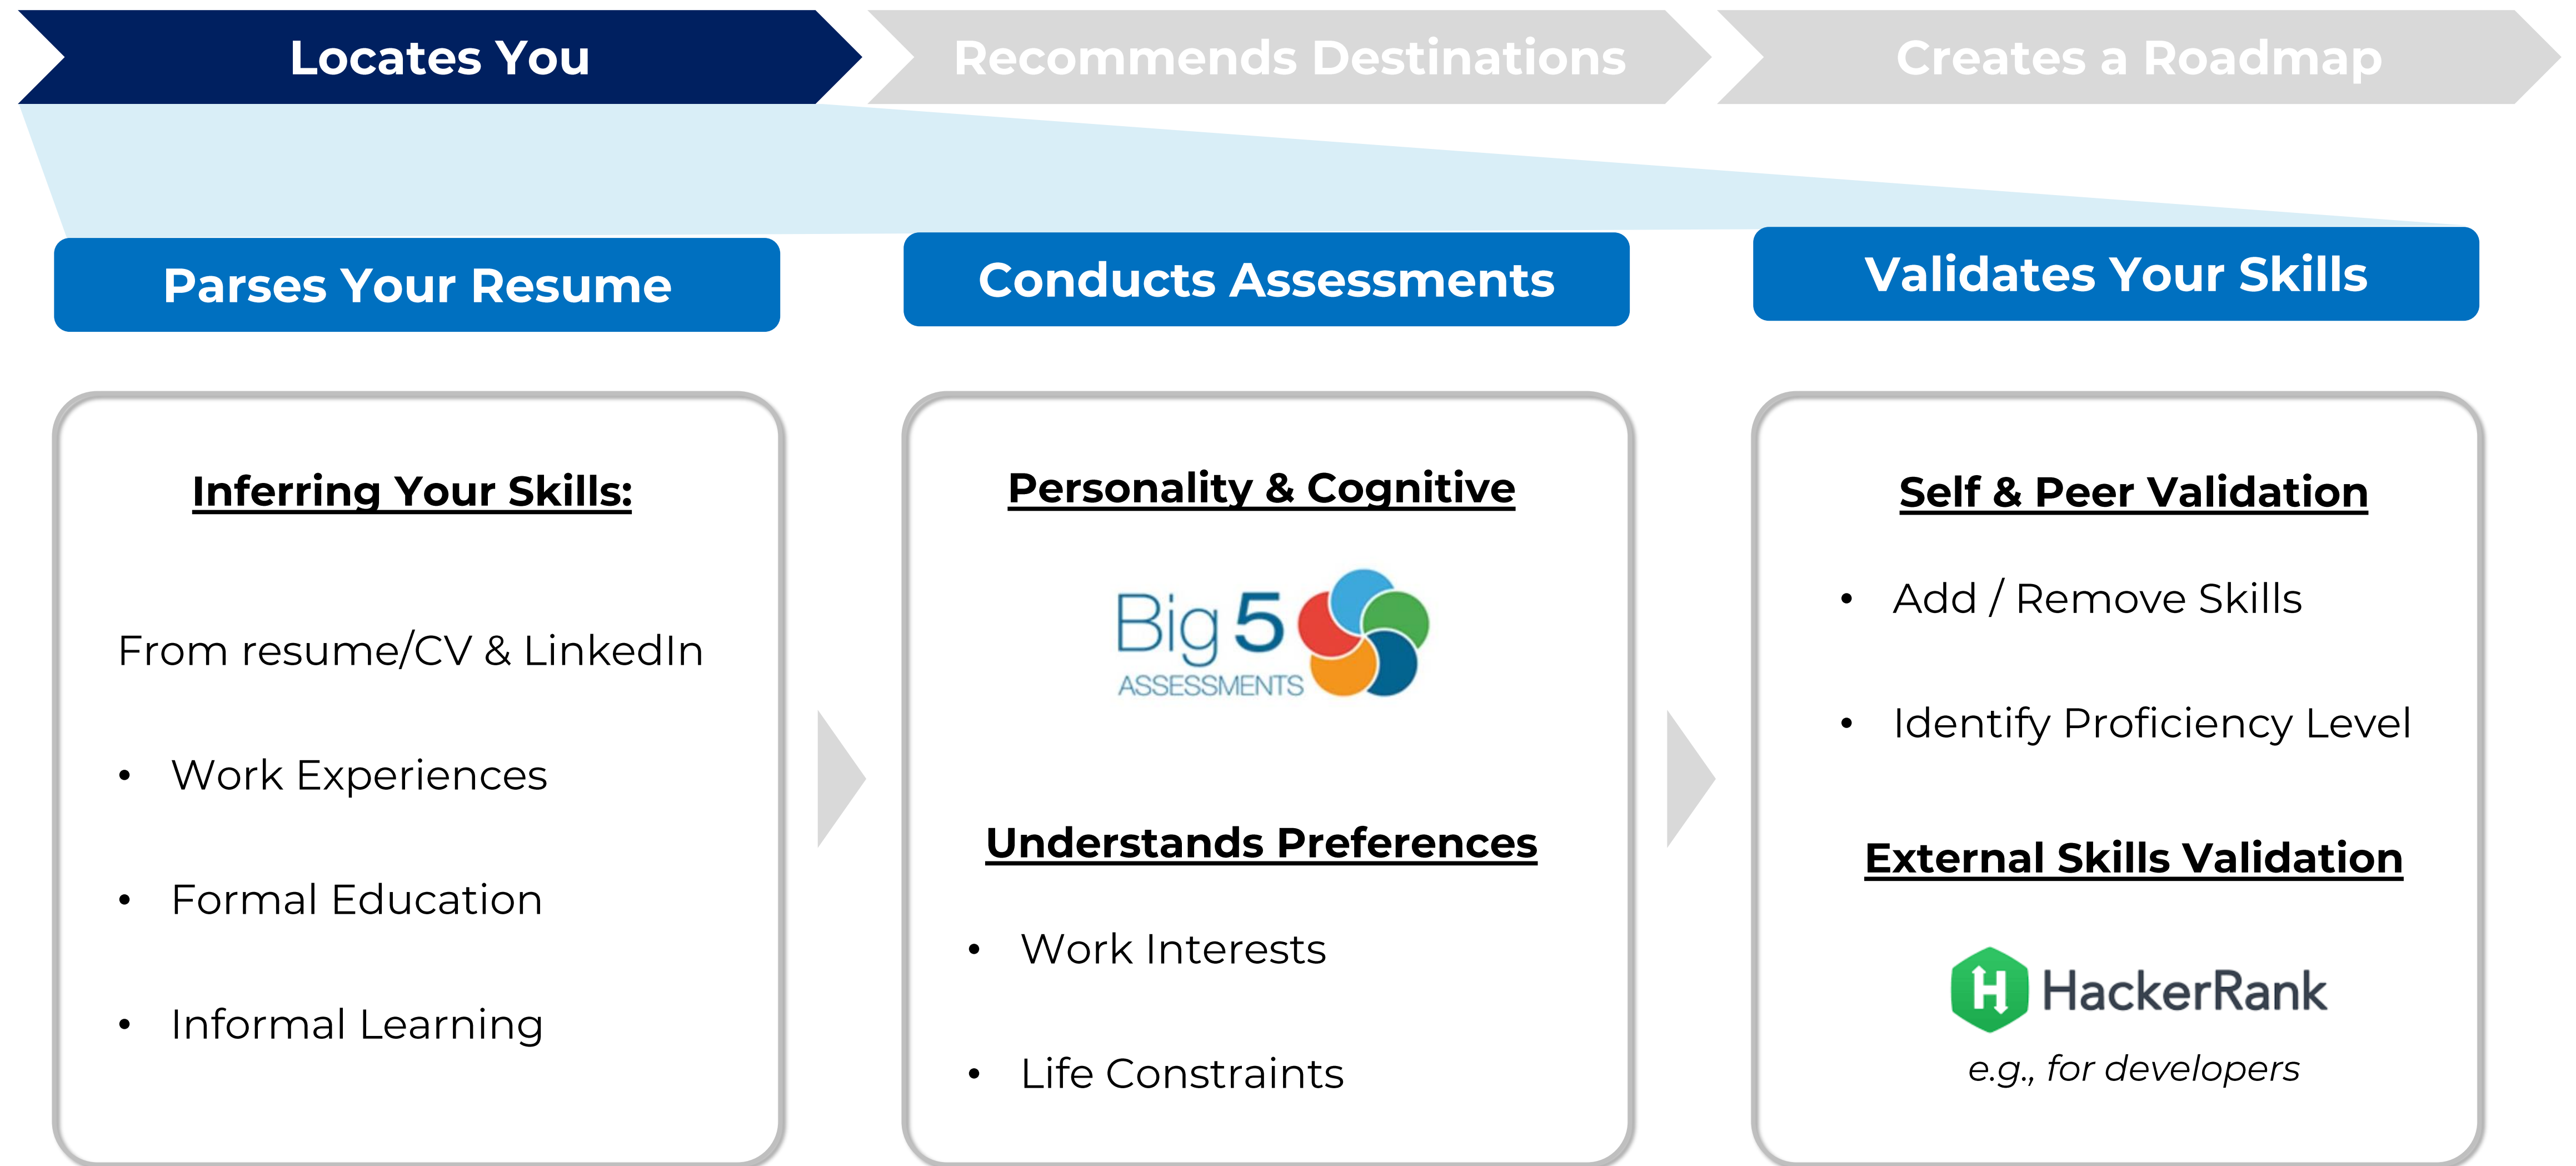 Locates You
Recommends Destinations
Creates a Roadmap
Parses Your Resume
Conducts Assessments
Validates Your Skills
Inferring Your Skills:
From resume/CV & LinkedIn
• Work Experiences
• Formal Education
• Informal Learning
Personality & Cognitive
Big 5
ASSESSMENTS
Understands Preferences
• Work Interests
• Life Constraints
Self & Peer Validation
• Add / Remove Skills
• Identify Proficiency Level
External Skills Validation
H HackerRank
e.g., for developers